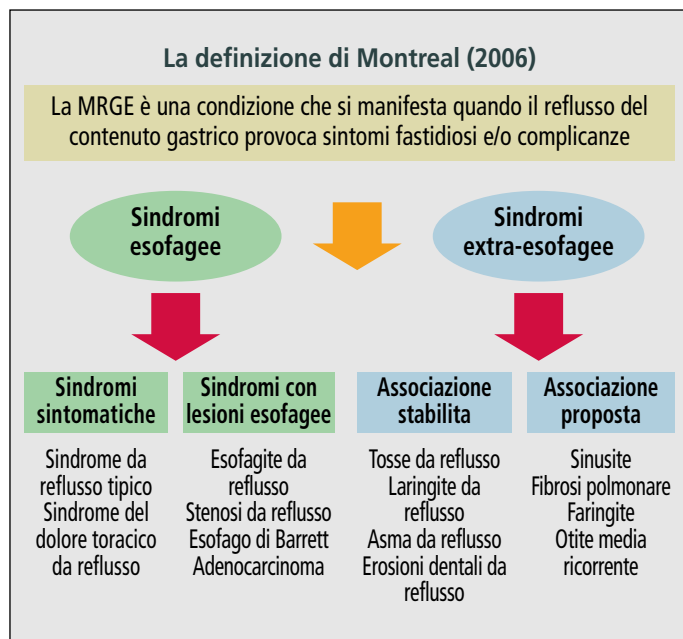 La definizione di Montreal (2006)
La MRGE è una condizione che si manifesta quando il reflusso del
contenuto gastrico provoca sintomi fastidiosi e/o complicanze
Sindromi
esofagee
Sindromi
extra-esofagee
Sindromi
sintomatiche
Sindrome da
reflusso tipico
Sindrome del
dolore toracico
da reflusso
Sindromi con
lesioni esofagee
Esofagite da
reflusso
Stenosi da reflusso
Esofago di Barrett
Adenocarcinoma
Associazione
stabilita
Tosse da reflusso
Laringite da
reflusso
Asma da reflusso
Erosioni dentali da
reflusso
Associazione
proposta
Sinusite
Fibrosi polmonare
Faringite
Otite media
ricorrente